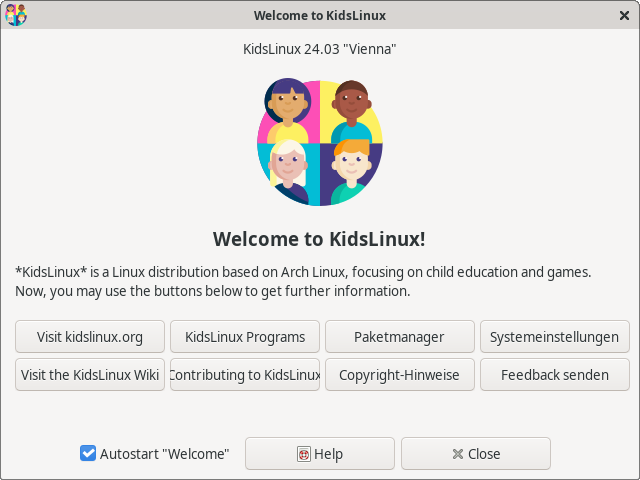 Welcome to KidsLinux
KidsLinux 24.03 "Vienna"
Welcome to KidsLinux!
*KidsLinux* is a Linux distribution based on Arch Linux, focusing on child education and games.
Now, you may use the buttons below to get further information.
Visit kidslinux.org
KidsLinux Programs
Paketmanager
Systemeinstellungen
Visit the KidsLinux Wiki
Contributing to KidsLinux
Copyright-Hinweise
Feedback senden
Autostart "Welcome"
Help
Close